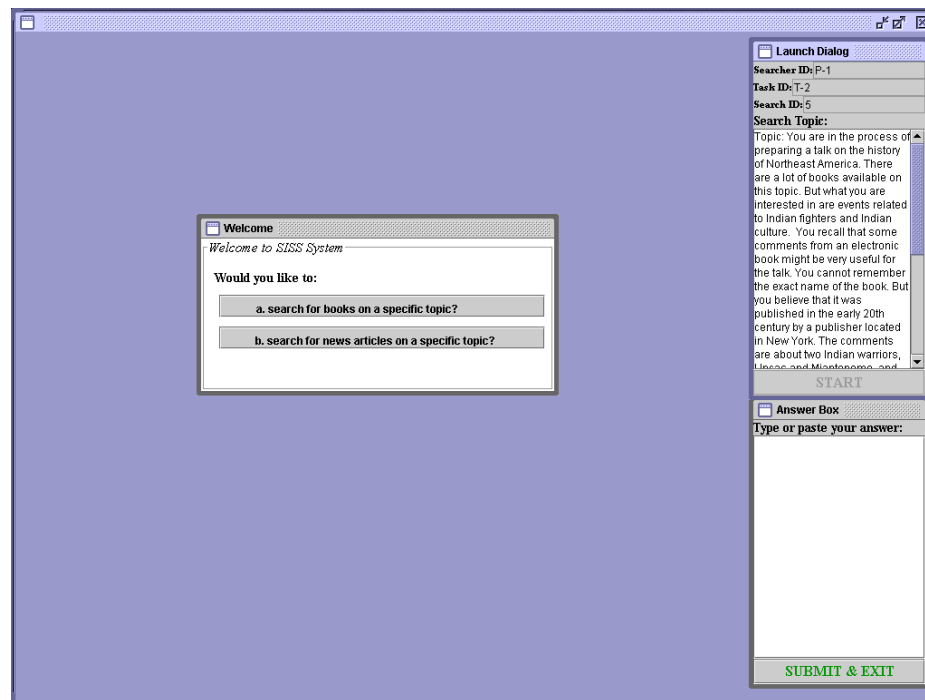 Welcome
Welcome to SISS System
Would you like to:
a. search for books on a specific topic?
b. search for news articles on a specific topic?
Launch Dialog
Searcher ID: P-1
Task ID: T-2
Search ID: 5
Search Topic:
Topic: You are in the process of
preparing a talk on the history
of Northeast America. There
are a lot of books available on
this topic. But what you are
interested in are events related
to Indian fighters and Indian
culture. You recall that some
comments from an electronic
book might be very useful for
the talk. You cannot remember
the exact name of the book. But
you believe that it was
published in the early 20th
century by a publisher located
in New York. The comments
are about two Indian warriors,
and
START
Answer Box
Type or paste your answer:
SUBMIT & EXIT